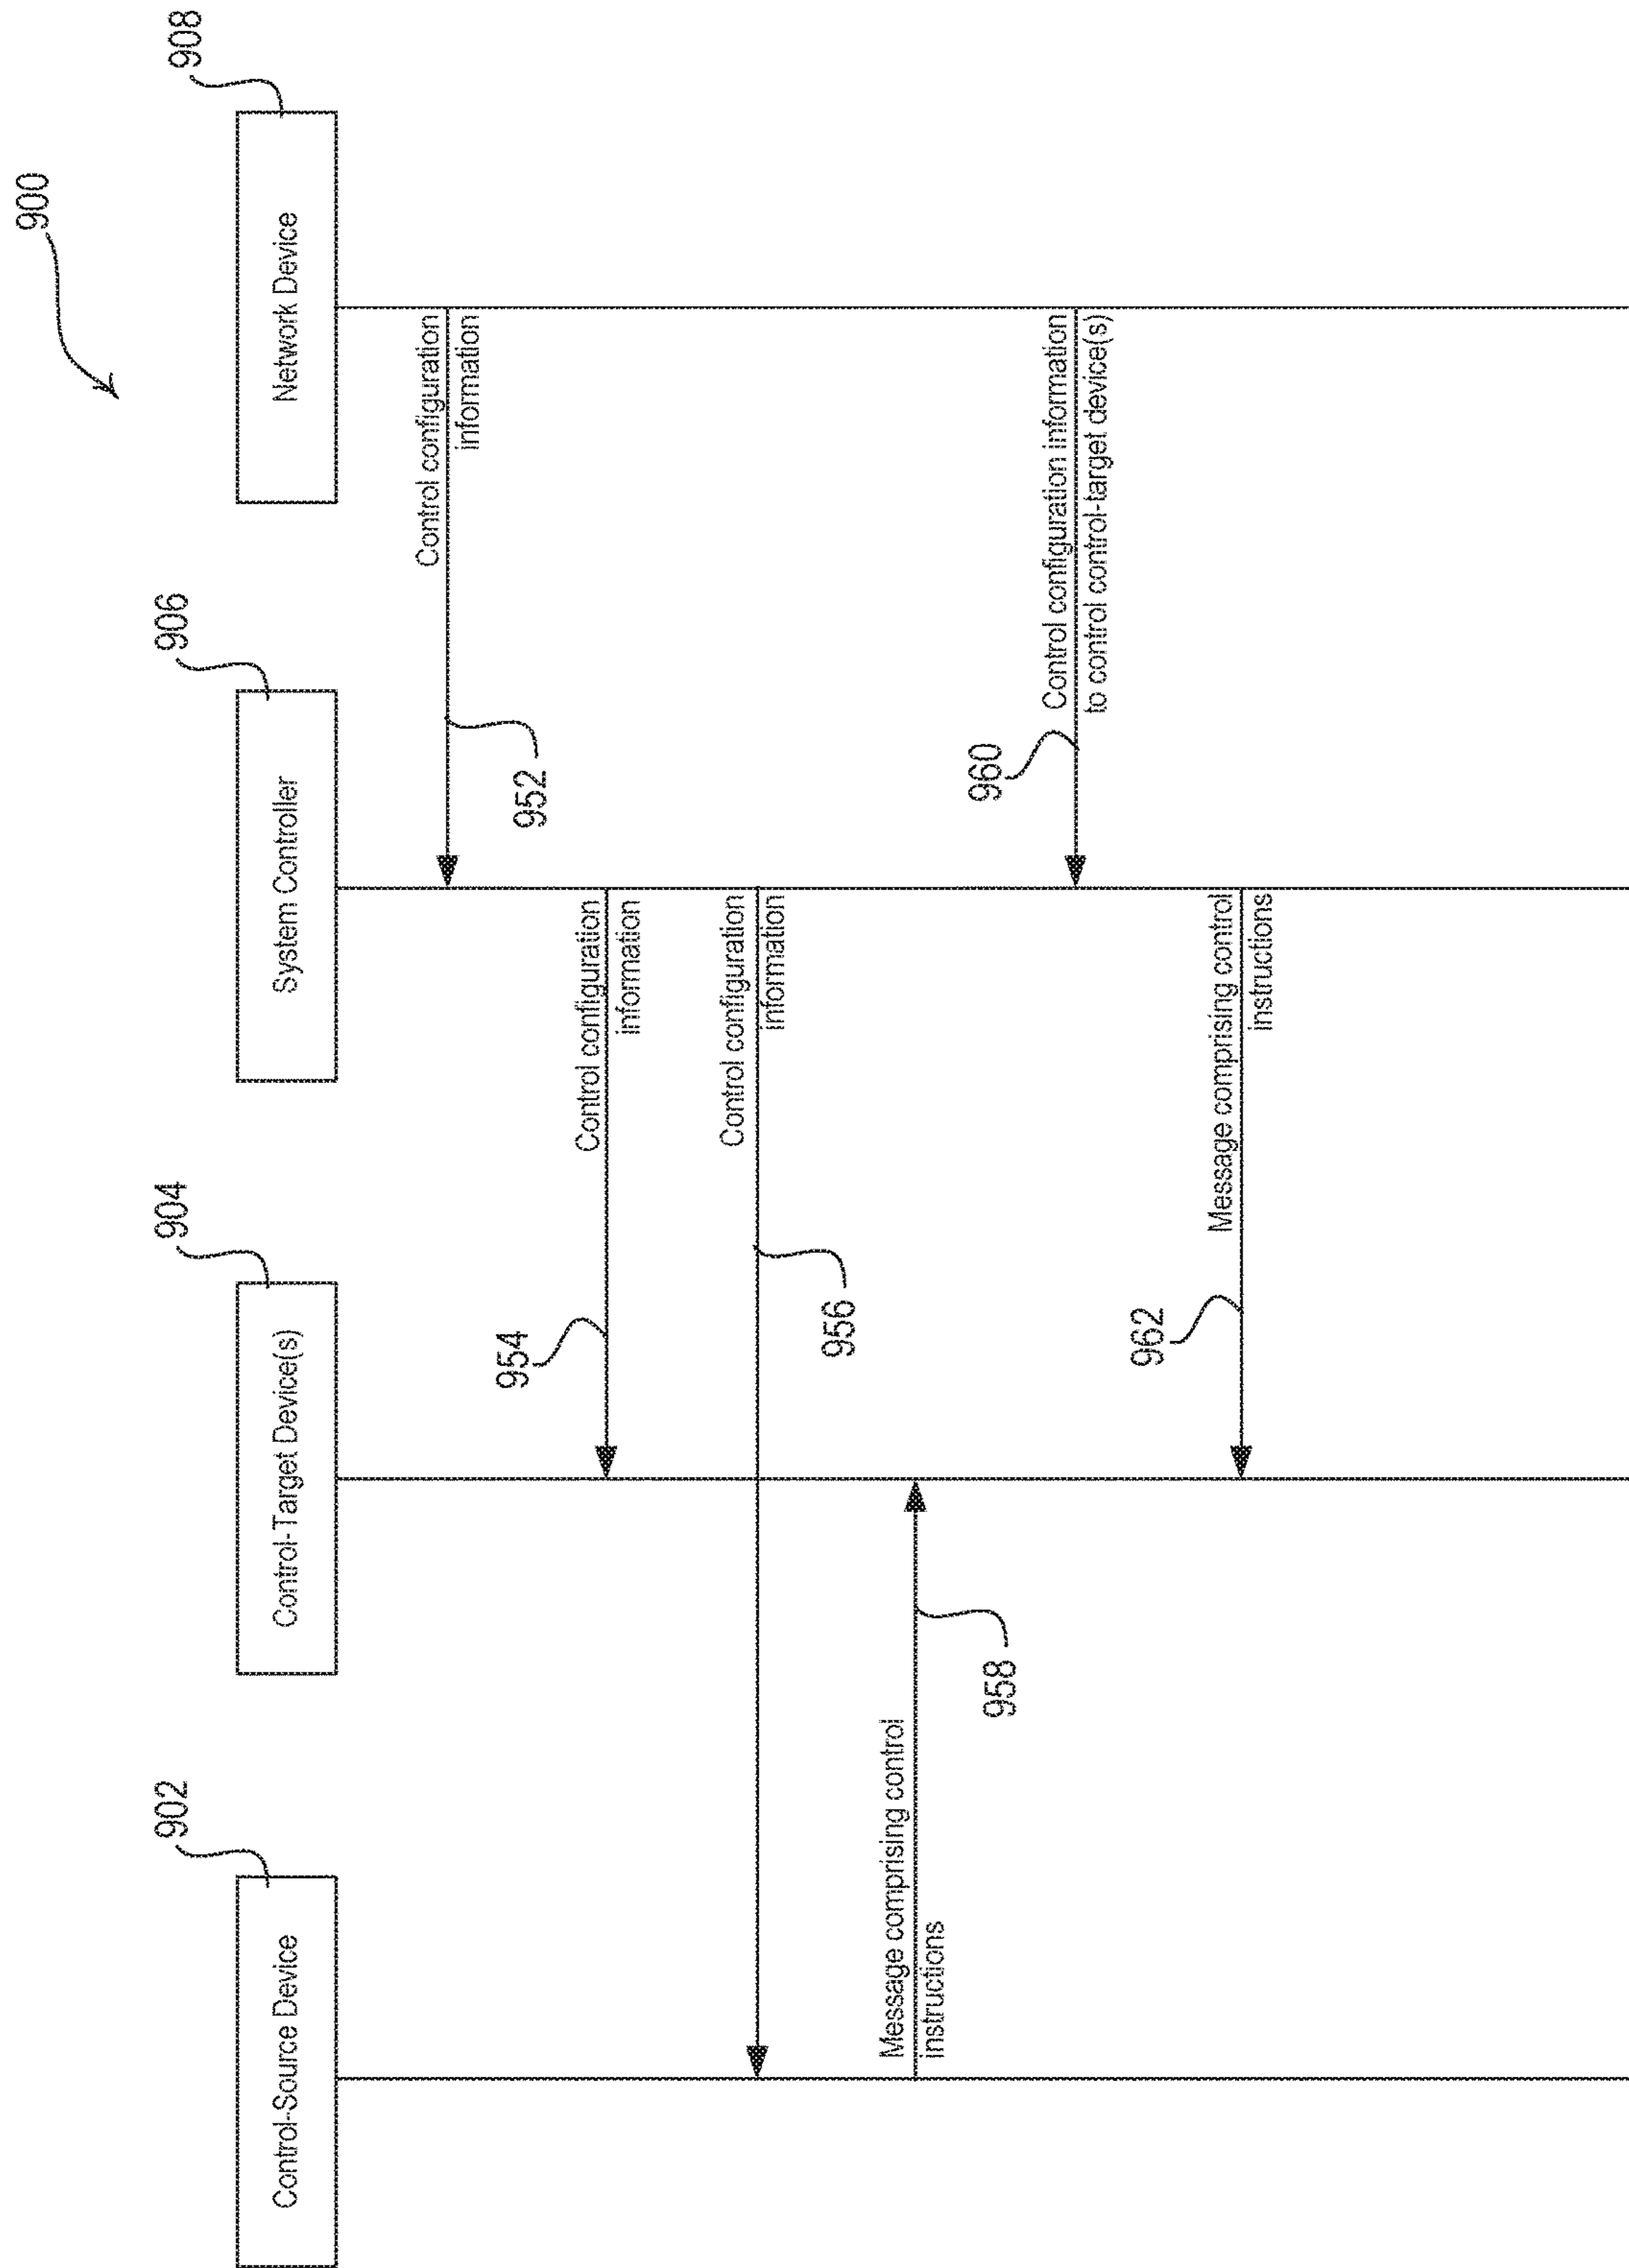 900
902
904
906
908
Control-Source Device
Control-Target Device(s)
System Controller
Network Device
Control configuration
information
952
954
Control configuration
information
Control configuration
information
956
Message comprising control
instructions
958
960
Control configuration information
to control control-target device(s)
962
Message comprising control
instructions